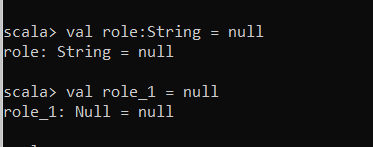 scala> val role:String = null
role: String = null
scala> val role_1 = null
role_1: Null = null